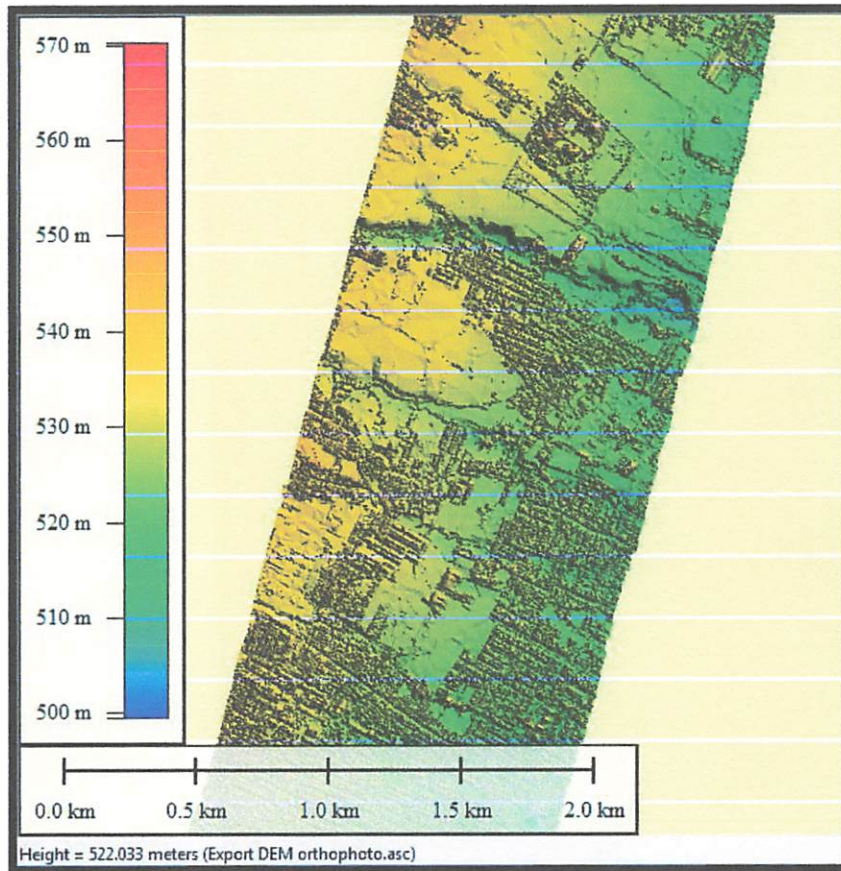 570 m
560 m
550 m
540 m
530 m
520 m
510 m
500 m
0.0 km 0.5 km 1.0 km 1.5 km 2.0 km
Height = 522.033 meters (Export DEM orthophoto.asc)